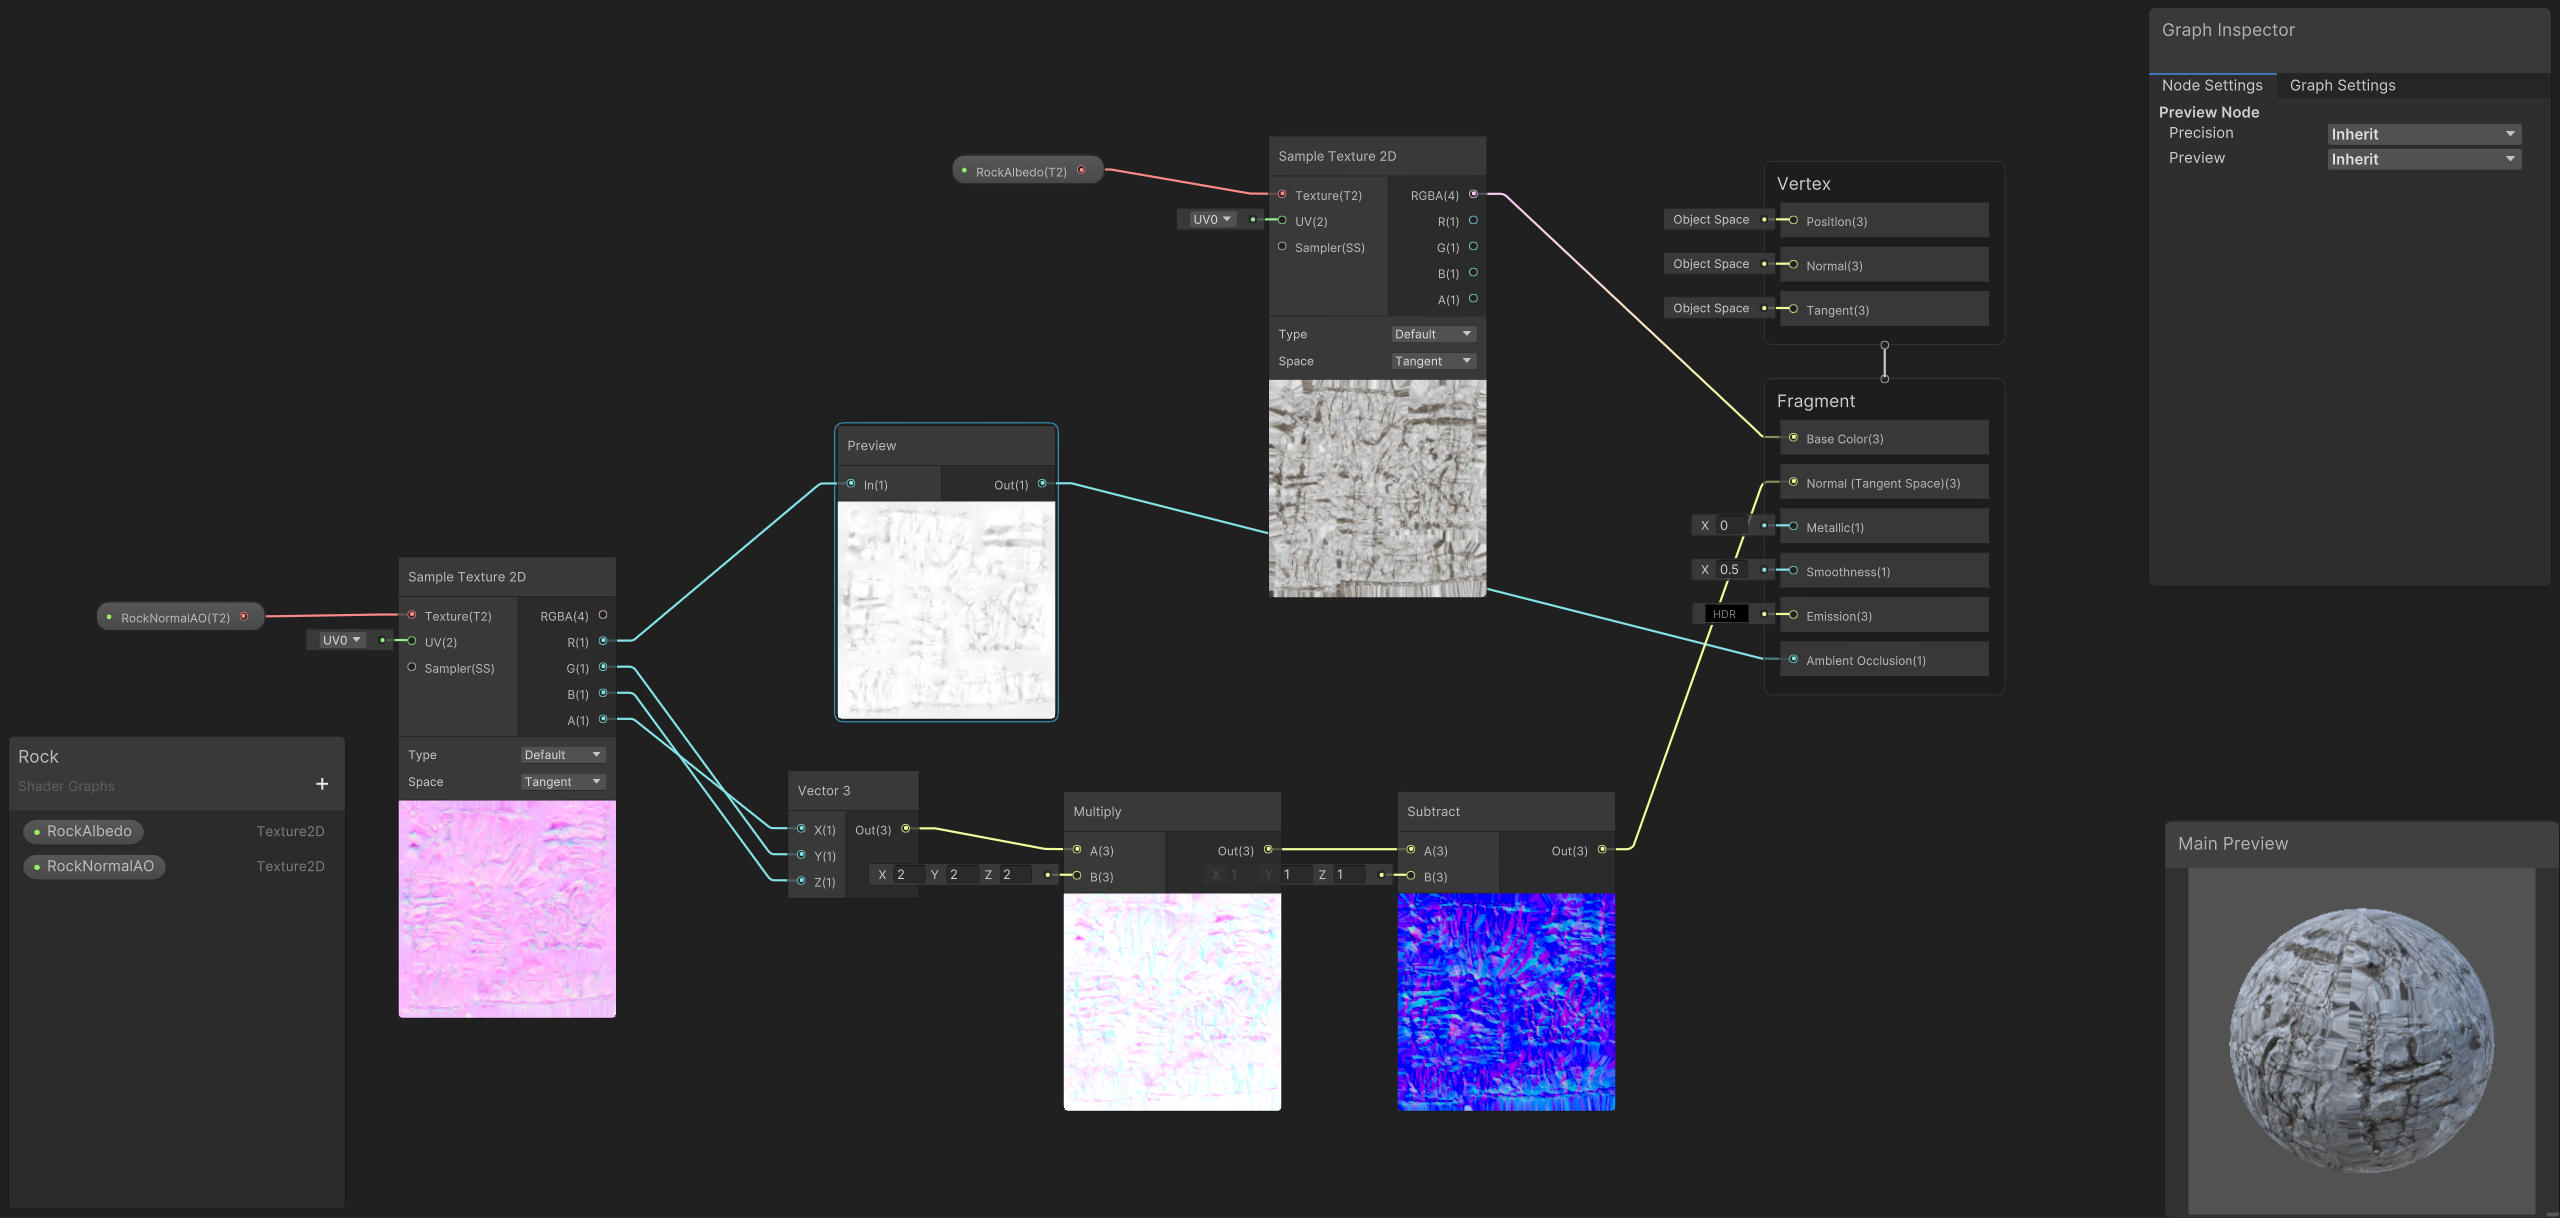 Graph Inspector
Node Settings
Graph Settings
Preview Node
Precision
Inherit
Preview
Inherit
RockAlbedo(T2)
Sample Texture 2D
Texture(T2)
RGBA(4)
UV0
UV(2)
R(1)
Sampler(SS)
G(1)
B(1)
A(1)
Type
Default
Space
Tangent
Vertex
Object Space
Position(3)
Object Space
Normal(3)
Object Space
Tangent(3)
Fragment
Base Color(3)
Normal (Tangent Space)(3)
X 0
Metallic(1)
X 0.5
Smoothness(1)
HDR
Emission(3)
Ambient Occlusion(1)
Preview
In(1)
Out(1)
RockNormalAO(T2)
Sample Texture 2D
Texture(T2)
RGBA(4)
UV0
UV(2)
R(1)
Sampler(SS)
G(1)
B(1)
A(1)
Type
Default
Space
Tangent
Rock
Shader Graphs
+
RockAlbedo
Texture2D
RockNormalAO
Texture2D
Vector 3
X(1)
Out(3)
Y(1)
Z(1)
X 2 Y 2 Z 2
Multiply
A(3)
Out(3)
B(3)
X 1 Y 1 Z 1
Subtract
A(3)
Out(3)
B(3)
Main Preview